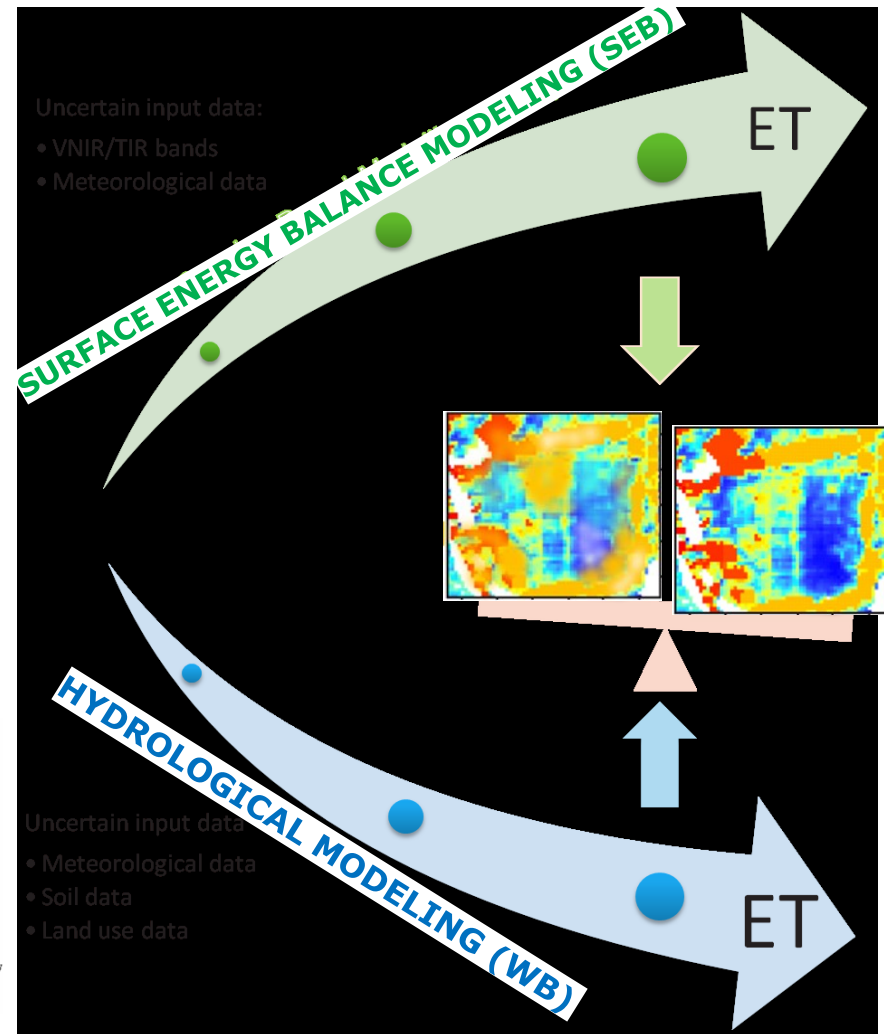 SURFACE ENERGY BALANCE MODELING (SEB)
Uncertain input data:
• VNIR/TIR bands
• Meteorological data
ET
HYDROLOGICAL MODELING (WB)
Uncertain input data
• Meteorological data
• Soil data
• Land use data
ET